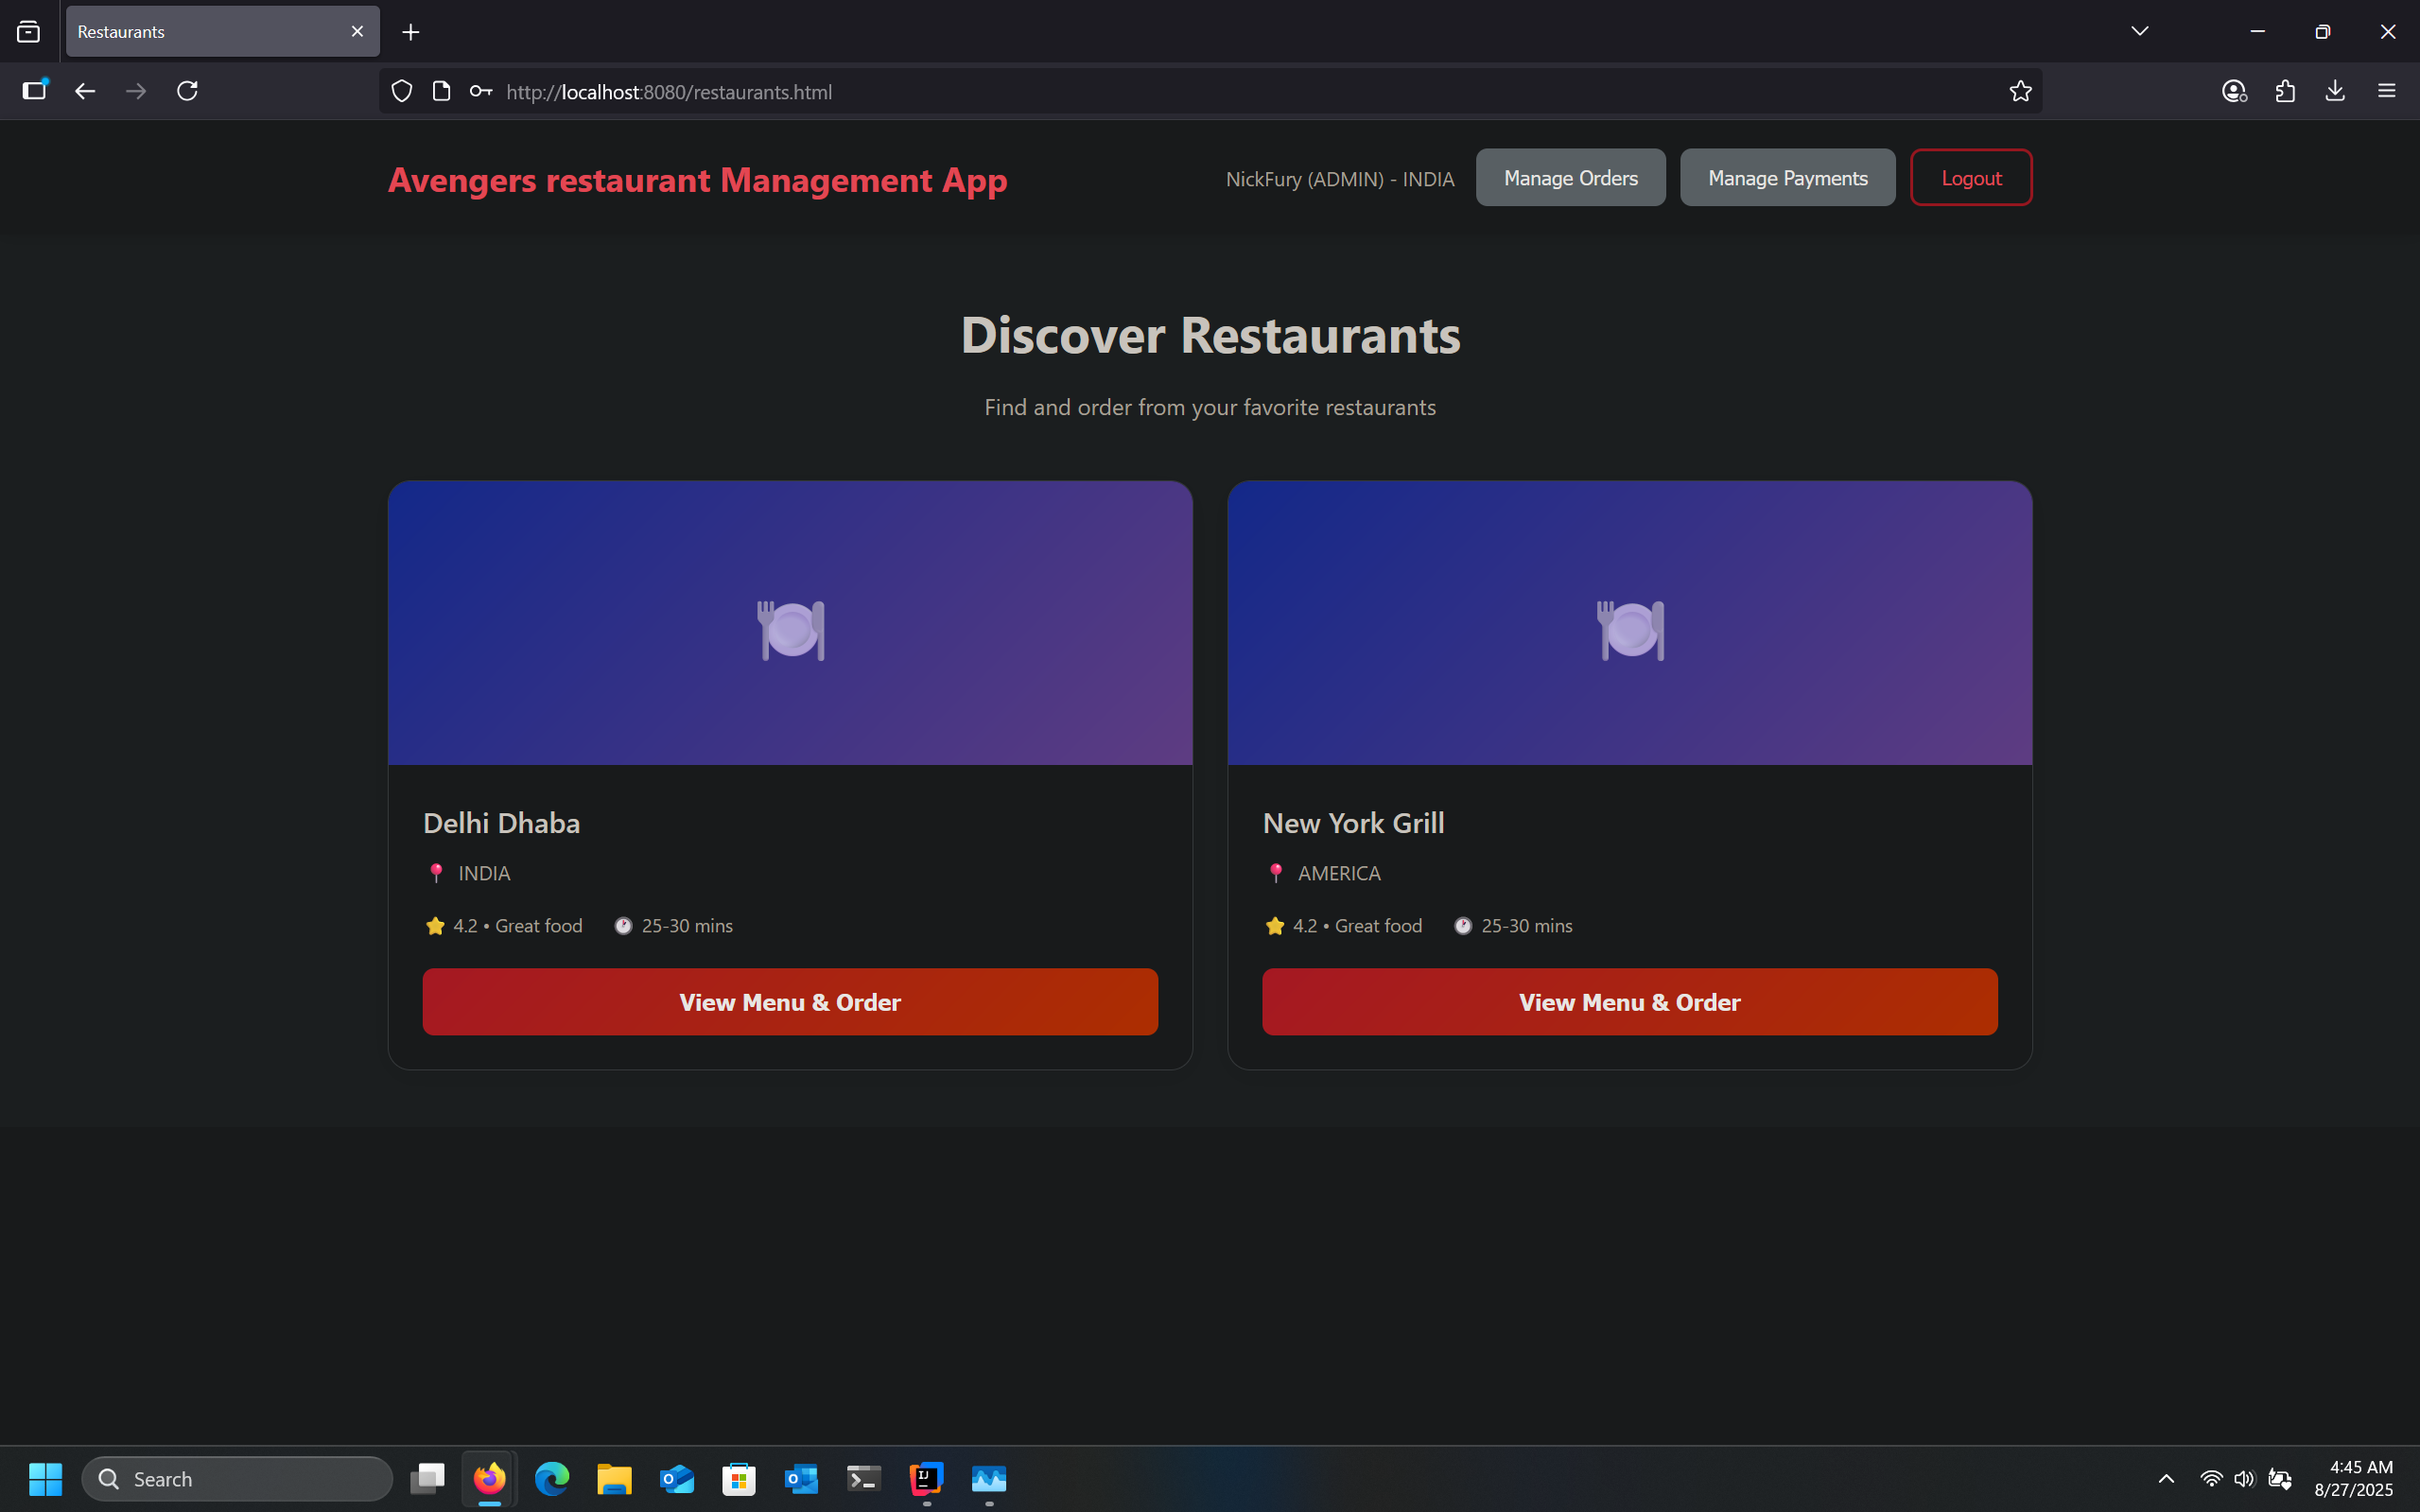 Restaurants
http://localhost:8080/restaurants.html
Avengers restaurant Management App
NickFury (ADMIN) - INDIA
Manage Orders
Manage Payments
Logout
Discover Restaurants
Find and order from your favorite restaurants
Delhi Dhaba
INDIA
4.2 • Great food
25-30 mins
View Menu & Order
New York Grill
AMERICA
4.2 • Great food
25-30 mins
View Menu & Order
Search
4:45 AM
8/27/2025